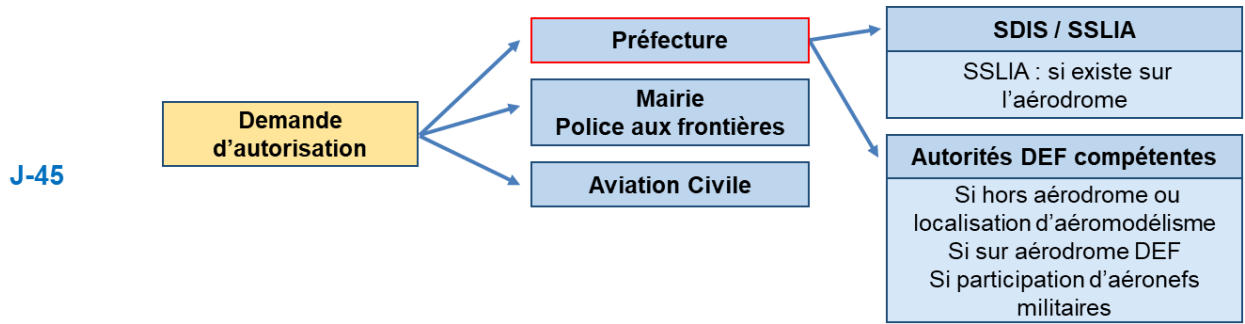 J-45
Demande
d'autorisation
Préfecture
Mairie
Police aux frontières
Aviation Civile
SDIS / SSLIA
SSLIA : si existe sur
l'aérodrome
Autorités DEF compétentes
Si hors aérodrome ou
localisation d'aéromodélisme
Si sur aérodrome DEF
Si participation d'aéronefs
militaires